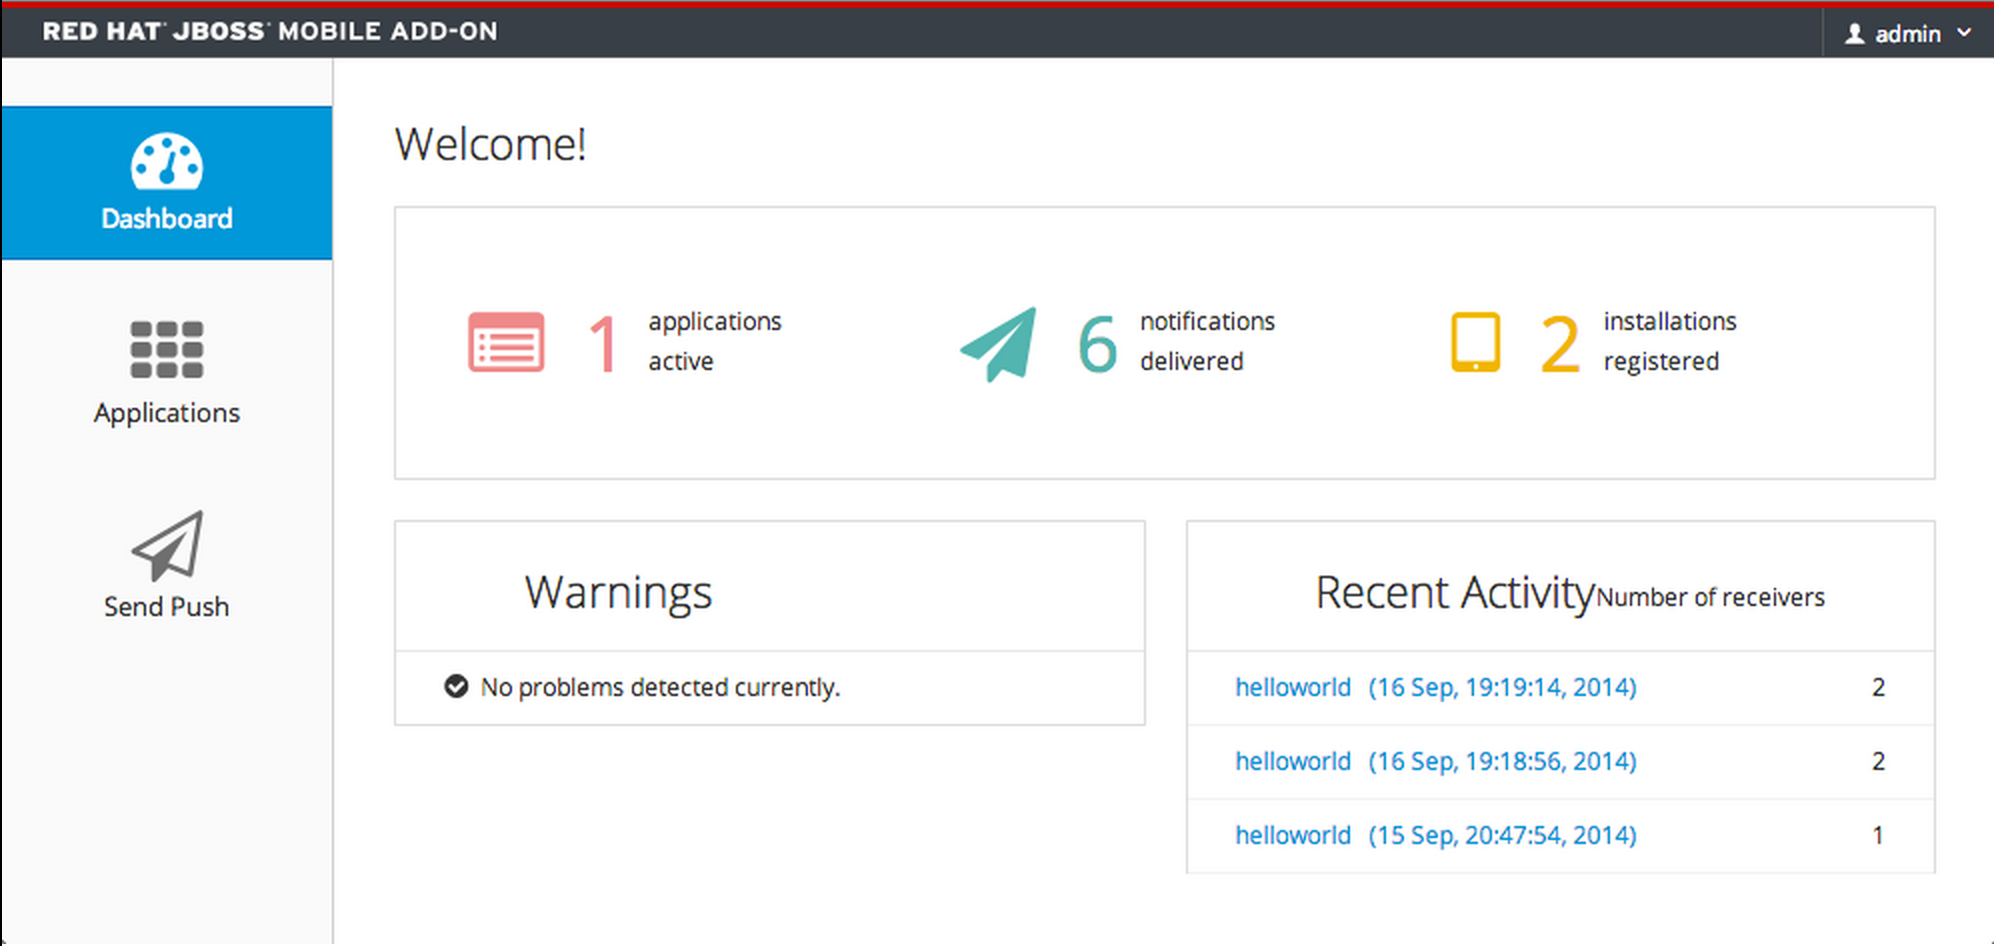 RED HAT JBOSS MOBILE ADD-ON
admin
Dashboard
Applications
Send Push
Welcome!
1 applications active
6 notifications delivered
2 installations registered
Warnings
No problems detected currently.
Recent Activity Number of receivers
helloworld (16 Sep, 19:19:14, 2014) 2
helloworld (16 Sep, 19:18:56, 2014) 2
helloworld (15 Sep, 20:47:54, 2014) 1